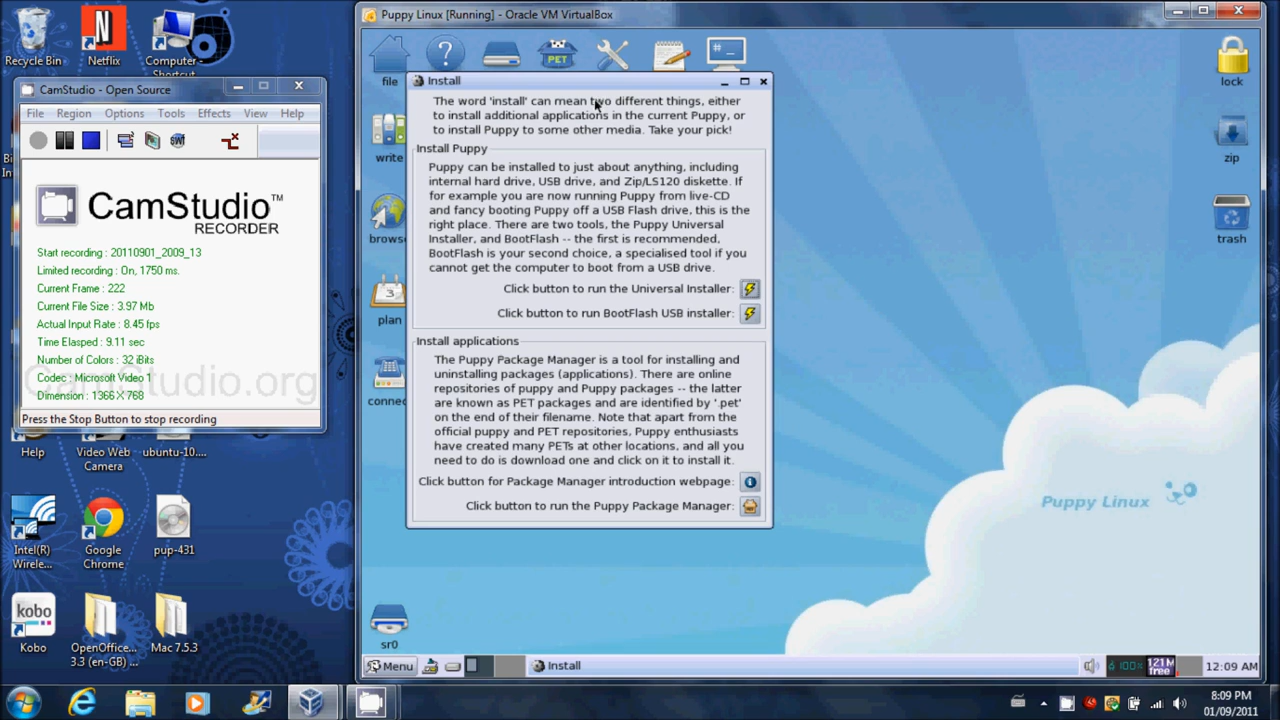 Recycle Bin
Netflix
Computer -
Shortcut
CamStudio - Open Source
File Region Options Tools Effects View Help
SWF
CamStudio™
RECORDER
Start recording : 20110901_2009_13
Limited recording : On, 1750 ms.
Current Frame : 222
Current File Size : 3.97 Mb
Actual Input Rate : 8.45 fps
Time Elasped : 9.11 sec
Number of Colors : 32 iBits
Codec : Microsoft Video 1
Dimension : 1366 X 768
CamStudio.org
Press the Stop Button to stop recording
Help
Video Web
Camera
ubuntu-10....
Intel(R)
Wirele...
Google
Chrome
pup-431
kobo
Kobo
OpenOffice...
3.3 (en-GB) ...
Mac 7.5.3
Puppy Linux [Running] - Oracle VM VirtualBox
PET
file
write
brows
plan
connec
sr0
lock
zip
trash
Install
The word 'install' can mean two different things, either
to install additional applications in the current Puppy, or
to install Puppy to some other media. Take your pick!
Install Puppy
Puppy can be installed to just about anything, including
internal hard drive, USB drive, and Zip/LS120 diskette. If
for example you are now running Puppy from live-CD
and fancy booting Puppy off a USB Flash drive, this is the
right place. There are two tools, the Puppy Universal
Installer, and BootFlash -- the first is recommended,
BootFlash is your second choice, a specialised tool if you
cannot get the computer to boot from a USB drive.
Click button to run the Universal Installer:
Click button to run BootFlash USB installer:
Install applications
The Puppy Package Manager is a tool for installing and
uninstalling packages (applications). There are online
repositories of puppy and Puppy packages -- the latter
are known as PET packages and are identified by '.pet'
on the end of their filename. Note that apart from the
official puppy and PET repositories, Puppy enthusiasts
have created many PETs at other locations, and all you
need to do is download one and click on it to install it.
Click button for Package Manager introduction webpage:
Click button to run the Puppy Package Manager:
Puppy Linux
Menu
Install
100%
121M
free
12:09 AM
8:09 PM
01/09/2011